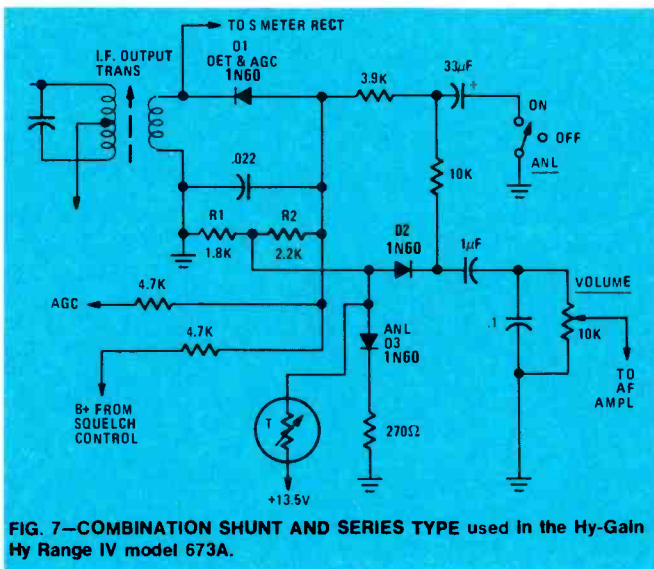 TO S METER RECT
I.F. OUTPUT
TRANS
D1
DET & AGC
1N60
3.9K
33µF
+
ON
OFF
ANL
.022
10K
R1
R2
1.8K
2.2K
D2
1N60
1µF
VOLUME
4.7K
AGC
4.7K
ANL
D3
1N60
.1
10K
TO
AF
AMPL
B+ FROM
SQUELCH
CONTROL
T
270Ω
+13.5V
FIG. 7—COMBINATION SHUNT AND SERIES TYPE used in the Hy-Gain
Hy Range IV model 673A.